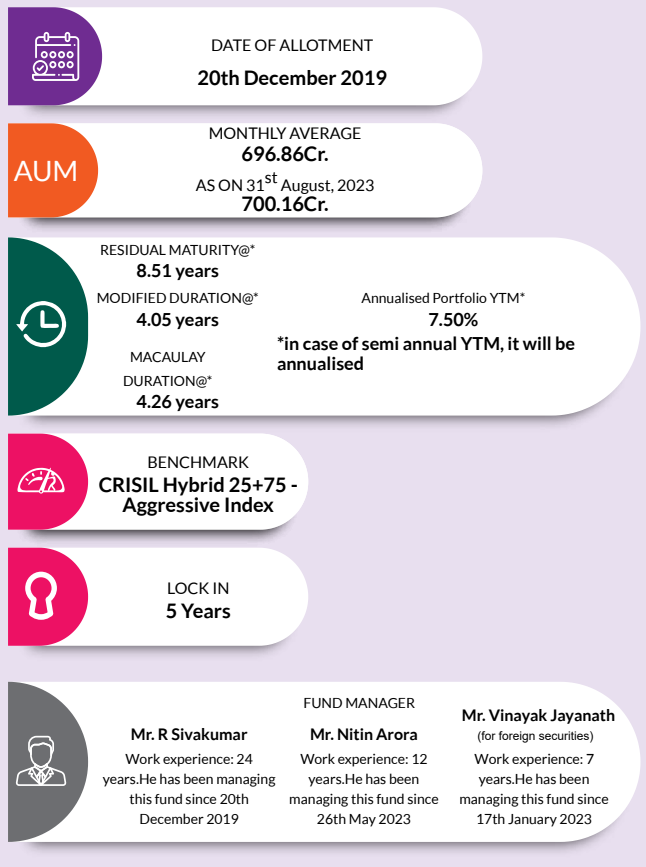 DATE OF ALLOTMENT
20th December 2019
AUM
MONTHLY AVERAGE
696.86Cr.
AS ON 31st August, 2023
700.16Cr.
RESIDUAL MATURITY@*
8.51 years
MODIFIED DURATION@*
4.05 years
MACAULAY
DURATION@*
4.26 years
Annualised Portfolio YTM*
7.50%
*in case of semi annual YTM, it will be
annualised
BENCHMARK
CRISIL Hybrid 25+75 -
Aggressive Index
LOCK IN
5 Years
FUND MANAGER
Mr. R Sivakumar
Work experience: 24
years.He has been managing
this fund since 20th
December 2019
Mr. Nitin Arora
Work experience: 12
years.He has been
managing this fund since
26th May 2023
Mr. Vinayak Jayanath
(for foreign securities)
Work experience: 7
years.He has been
managing this fund since
17th January 2023